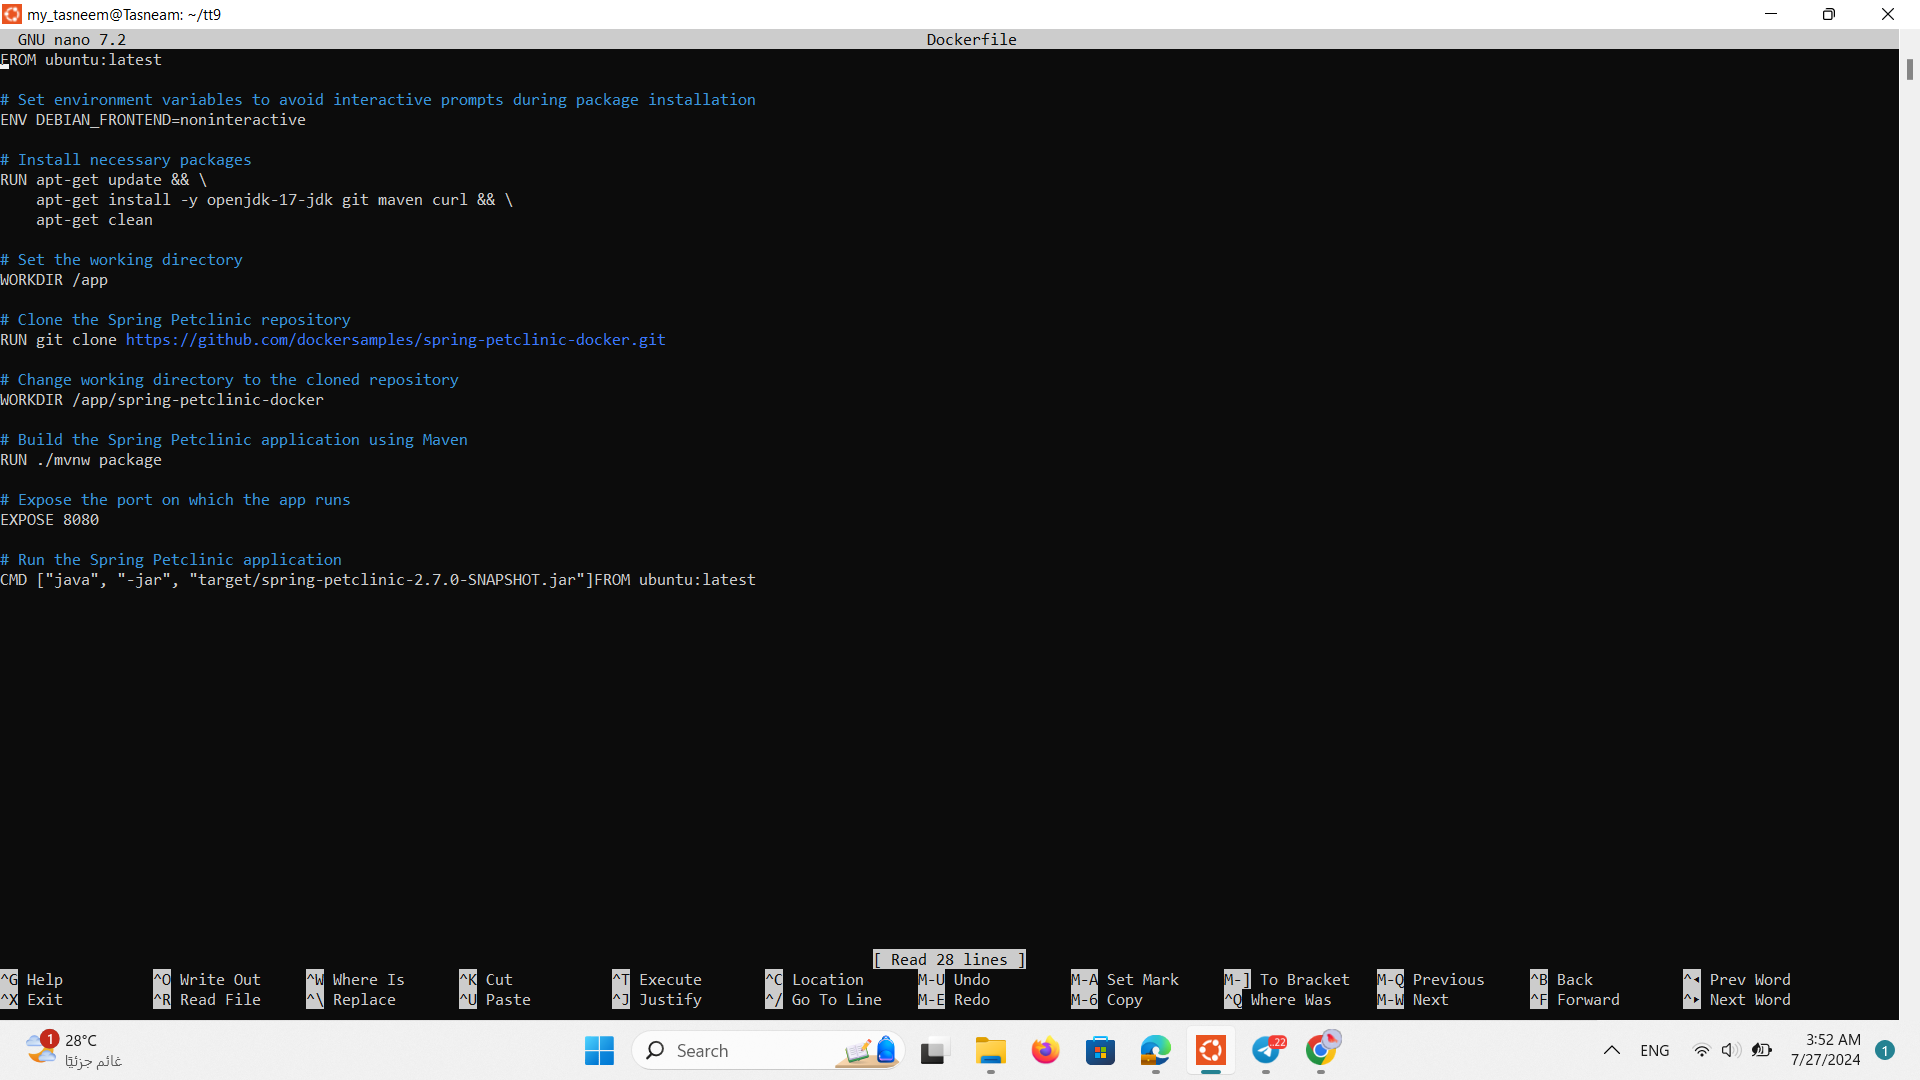 my_tasneem@Tasneam: ~/tt9
GNU nano 7.2 Dockerfile
FROM ubuntu:latest
# Set environment variables to avoid interactive prompts during package installation
ENV DEBIAN_FRONTEND=noninteractive
# Install necessary packages
RUN apt-get update && \
    apt-get install -y openjdk-17-jdk git maven curl && \
    apt-get clean
# Set the working directory
WORKDIR /app
# Clone the Spring Petclinic repository
RUN git clone https://github.com/dockersamples/spring-petclinic-docker.git
# Change working directory to the cloned repository
WORKDIR /app/spring-petclinic-docker
# Build the Spring Petclinic application using Maven
RUN ./mvnw package
# Expose the port on which the app runs
EXPOSE 8080
# Run the Spring Petclinic application
CMD ["java", "-jar", "target/spring-petclinic-2.7.0-SNAPSHOT.jar"]FROM ubuntu:latest
[ Read 28 lines ]
^G Help ^O Write Out ^W Where Is ^K Cut ^T Execute ^C Location M-U Undo M-A Set Mark M-] To Bracket M-Q Previous ^B Back ^◂ Prev Word
^X Exit ^R Read File ^\ Replace ^U Paste ^J Justify ^/ Go To Line M-E Redo M-6 Copy ^Q Where Was M-W Next ^F Forward ^▸ Next Word
1 28°C
غائم جزئيًا
Search
..22
ENG
3:52 AM
7/27/2024
1